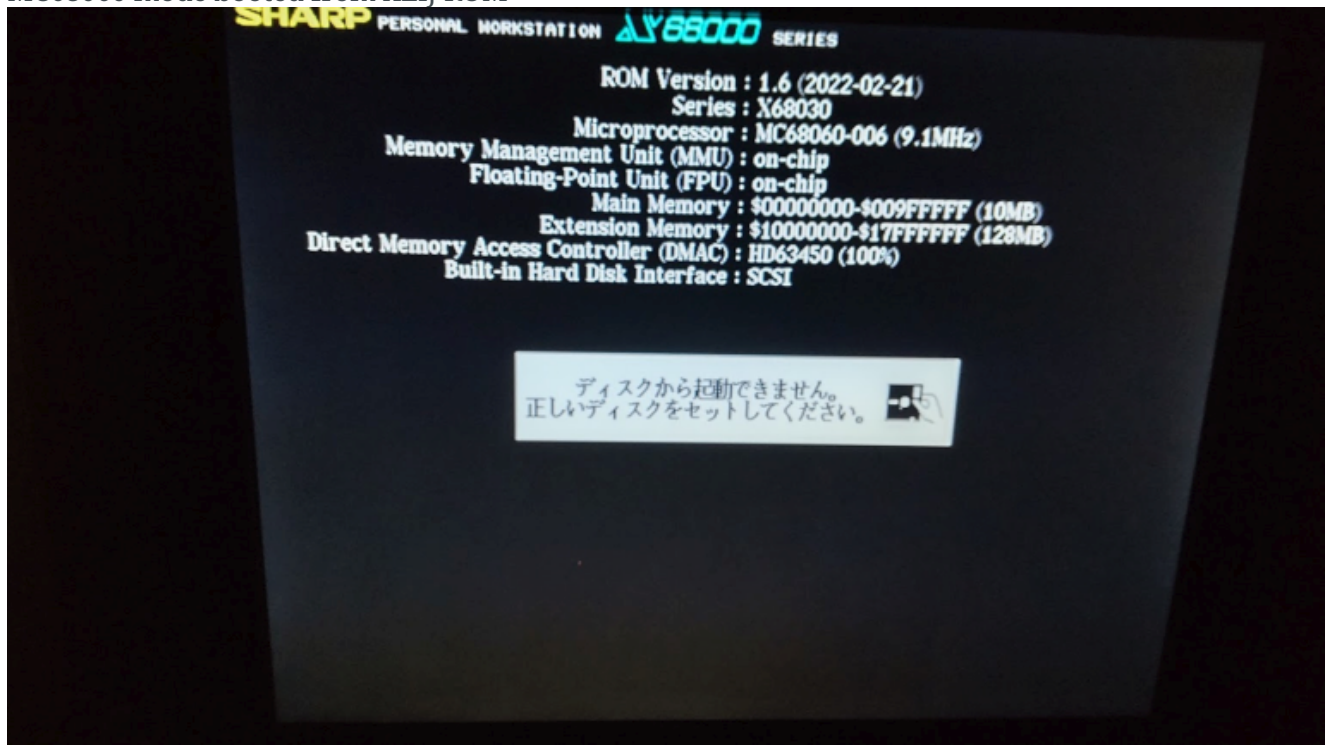 SHARP PERSONAL WORKSTATION X68000 SERIES
ROM Version : 1.6 (2022-02-21)
Series : X68030
Microprocessor : MC68060-006 (9.1MHz)
Memory Management Unit (MMU) : on-chip
Floating-Point Unit (FPU) : on-chip
Main Memory : $00000000-$009FFFFF (10MB)
Extension Memory : $10000000-$17FFFFFF (128MB)
Direct Memory Access Controller (DMAC) : HD63450 (100%)
Built-in Hard Disk Interface : SCSI
ディスクから起動できません。
正しいディスクをセットしてください。